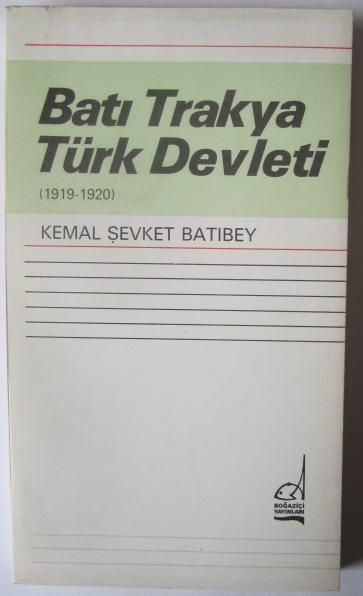 Batı Trakya
Türk Devleti
(1919-1920)
KEMAL ŞEVKET BATIBEY
BOĞAZİÇİ
YAYINLARI